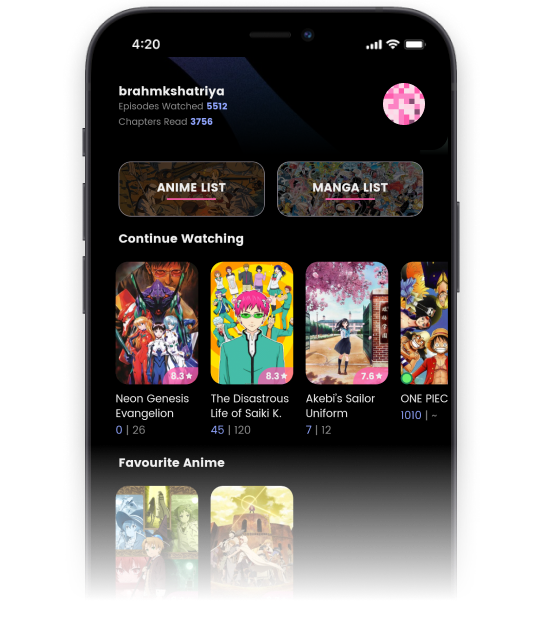 4:20
brahmkshatriya
Episodes Watched 5512
Chapters Read 3756
ANIME LIST
MANGA LIST
Continue Watching
8.3 ★
8.3 ★
7.6 ★
Neon Genesis
Evangelion
0 | 26
The Disastrous
Life of Saiki K.
45 | 120
Akebi's Sailor
Uniform
7 | 12
ONE PIEC
1010 | ~
Favourite Anime